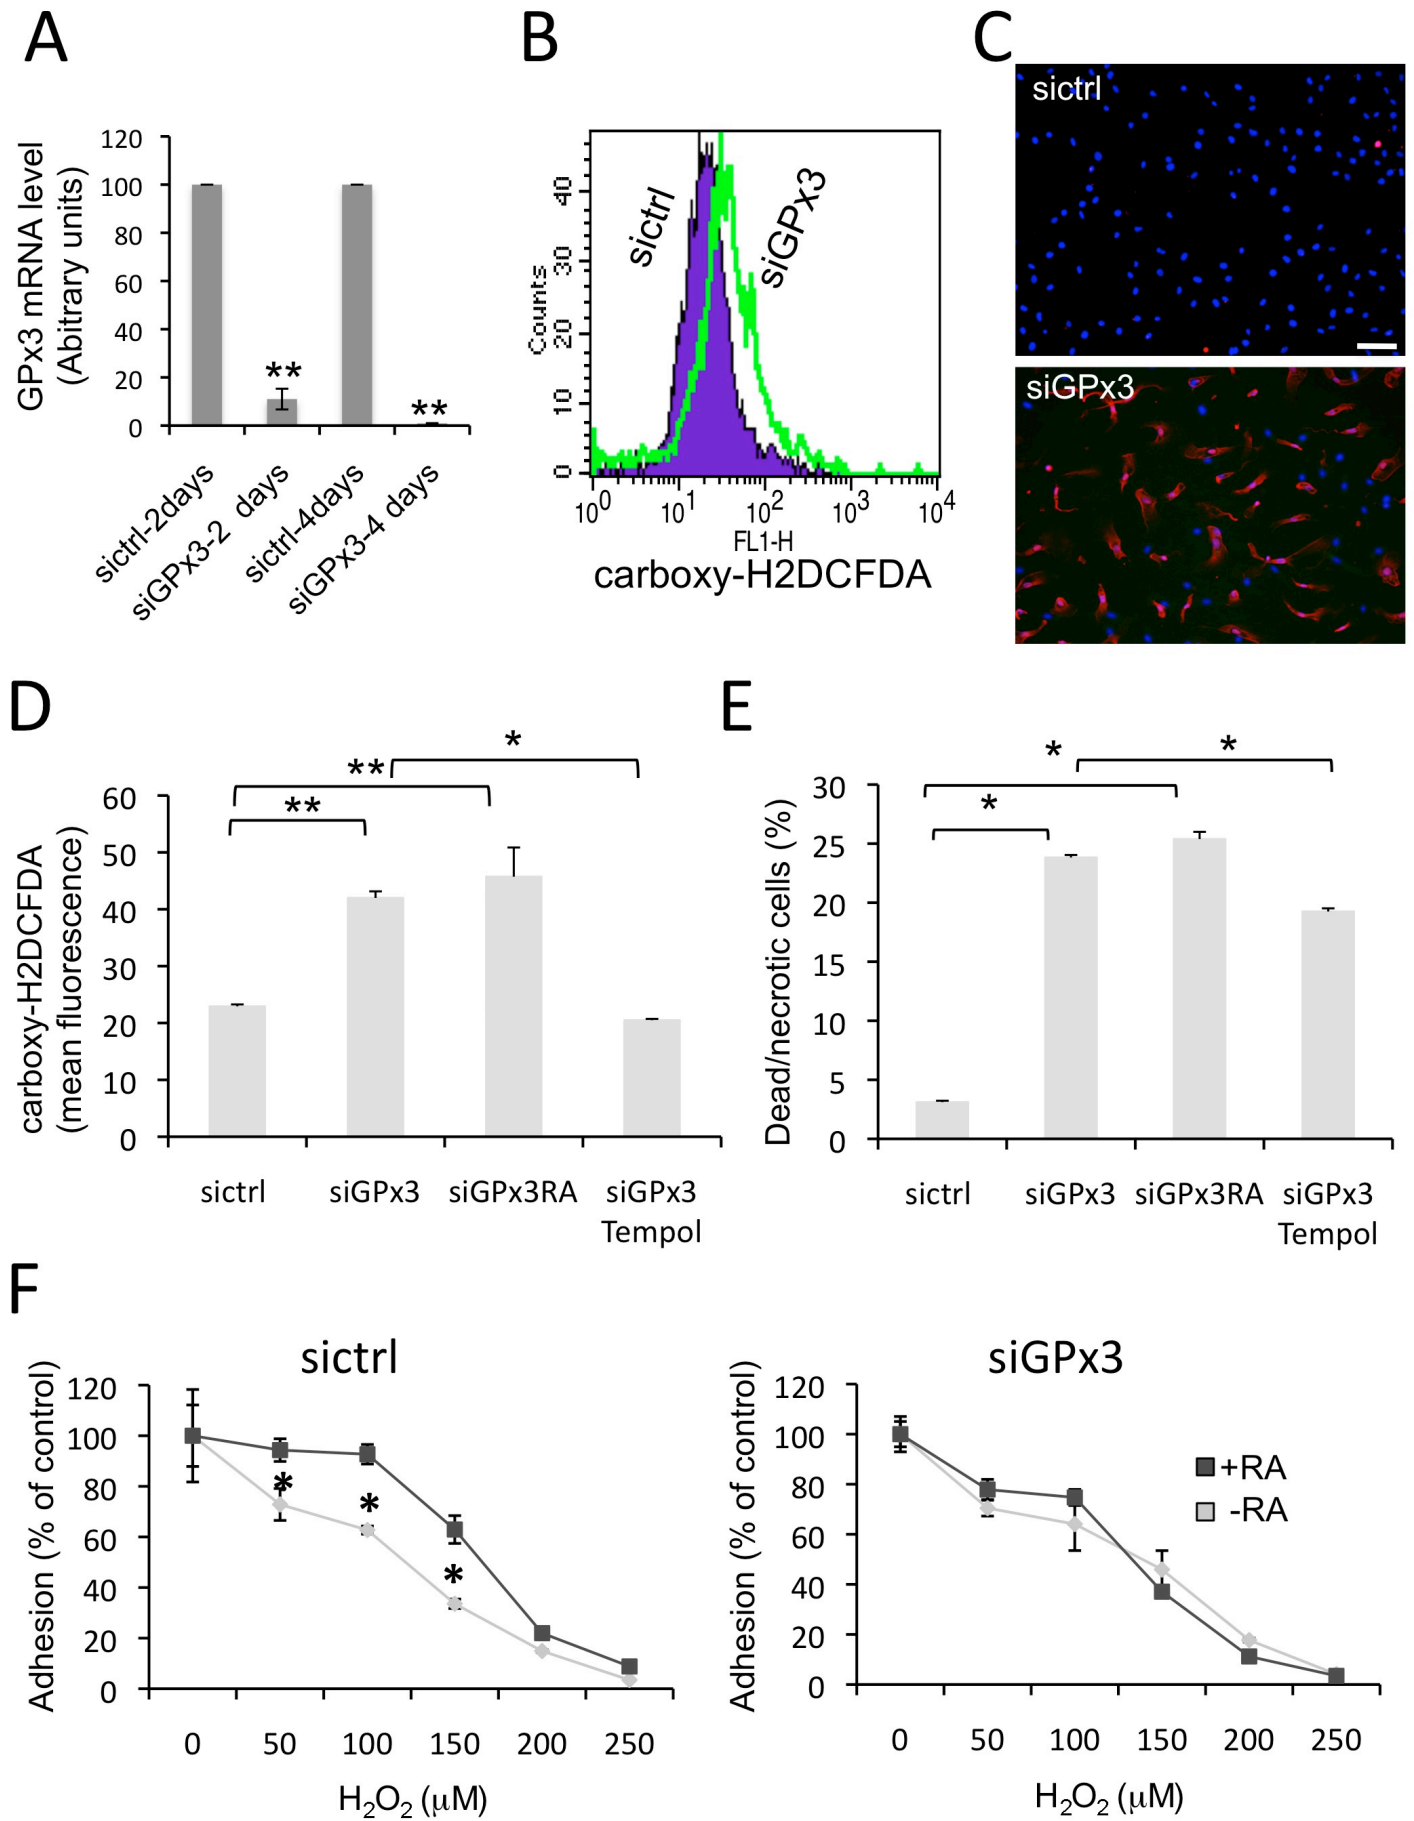 A
GPx3 mRNA level
(Abitrary units)
120
100
80
60
40
20
0
**
**
sictrl-2days
siGPx3-2 days
sictrl-4days
siGPx3-4 days
B
Counts
40
30
20
10
0
sictrl
siGPx3
10^0 10^1 10^2 10^3 10^4
FL1-H
carboxy-H2DCFDA
C
sictrl
siGPx3
D
carboxy-H2DCFDA
(mean fluorescence)
60
50
40
30
20
10
0
**
**
*
sictrl siGPx3 siGPx3RA siGPx3
Tempol
E
Dead/necrotic cells (%)
30
25
20
15
10
5
0
*
*
*
sictrl siGPx3 siGPx3RA siGPx3
Tempol
F
sictrl
Adhesion (% of control)
120
100
80
60
40
20
0
*
*
*
0 50 100 150 200 250
H₂O₂ (μM)
siGPx3
Adhesion (% of control)
120
100
80
60
40
20
0
+RA
-RA
0 50 100 150 200 250
H₂O₂ (μM)